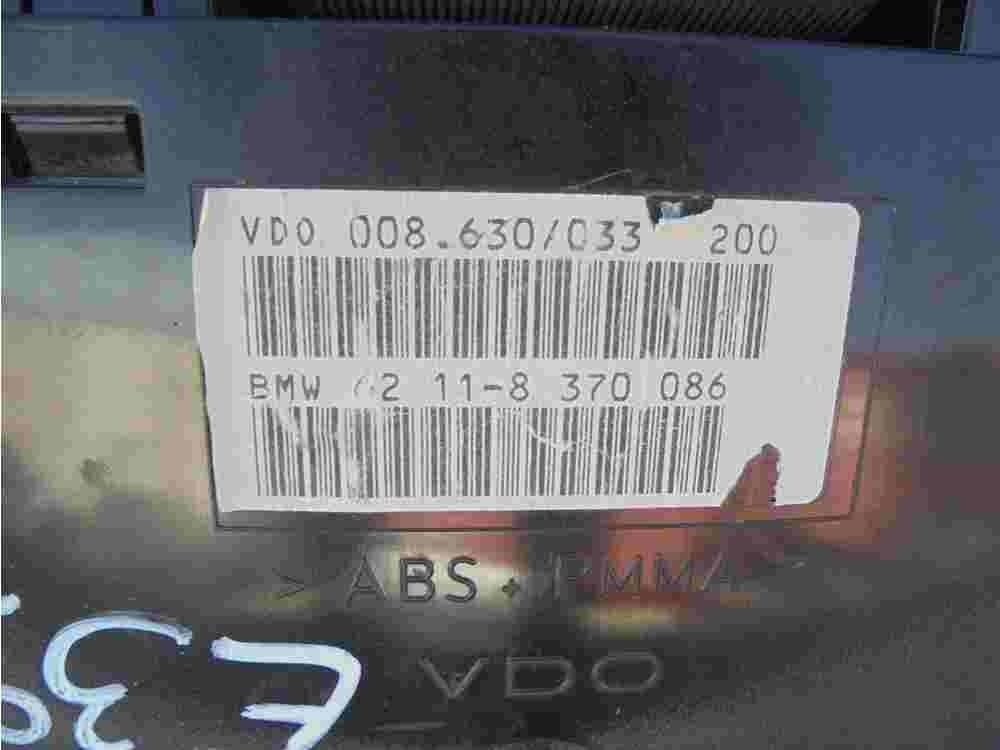 VDO 008.630/033 200
BMW 62 11-8 370 086
> ABS + PMMA
VDO